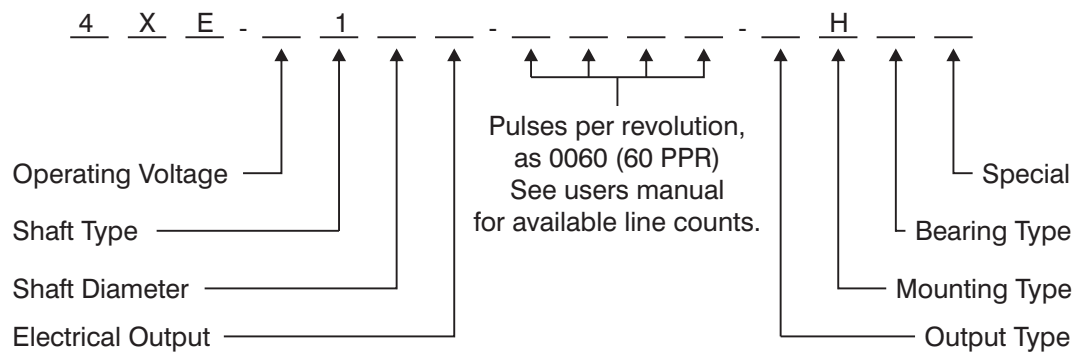 4 X E - _ 1 _ _ - _ _ _ _ - _ H _ _
Pulses per revolution,
as 0060 (60 PPR)
See users manual
for available line counts.
Operating Voltage
Shaft Type
Shaft Diameter
Electrical Output
Special
Bearing Type
Mounting Type
Output Type